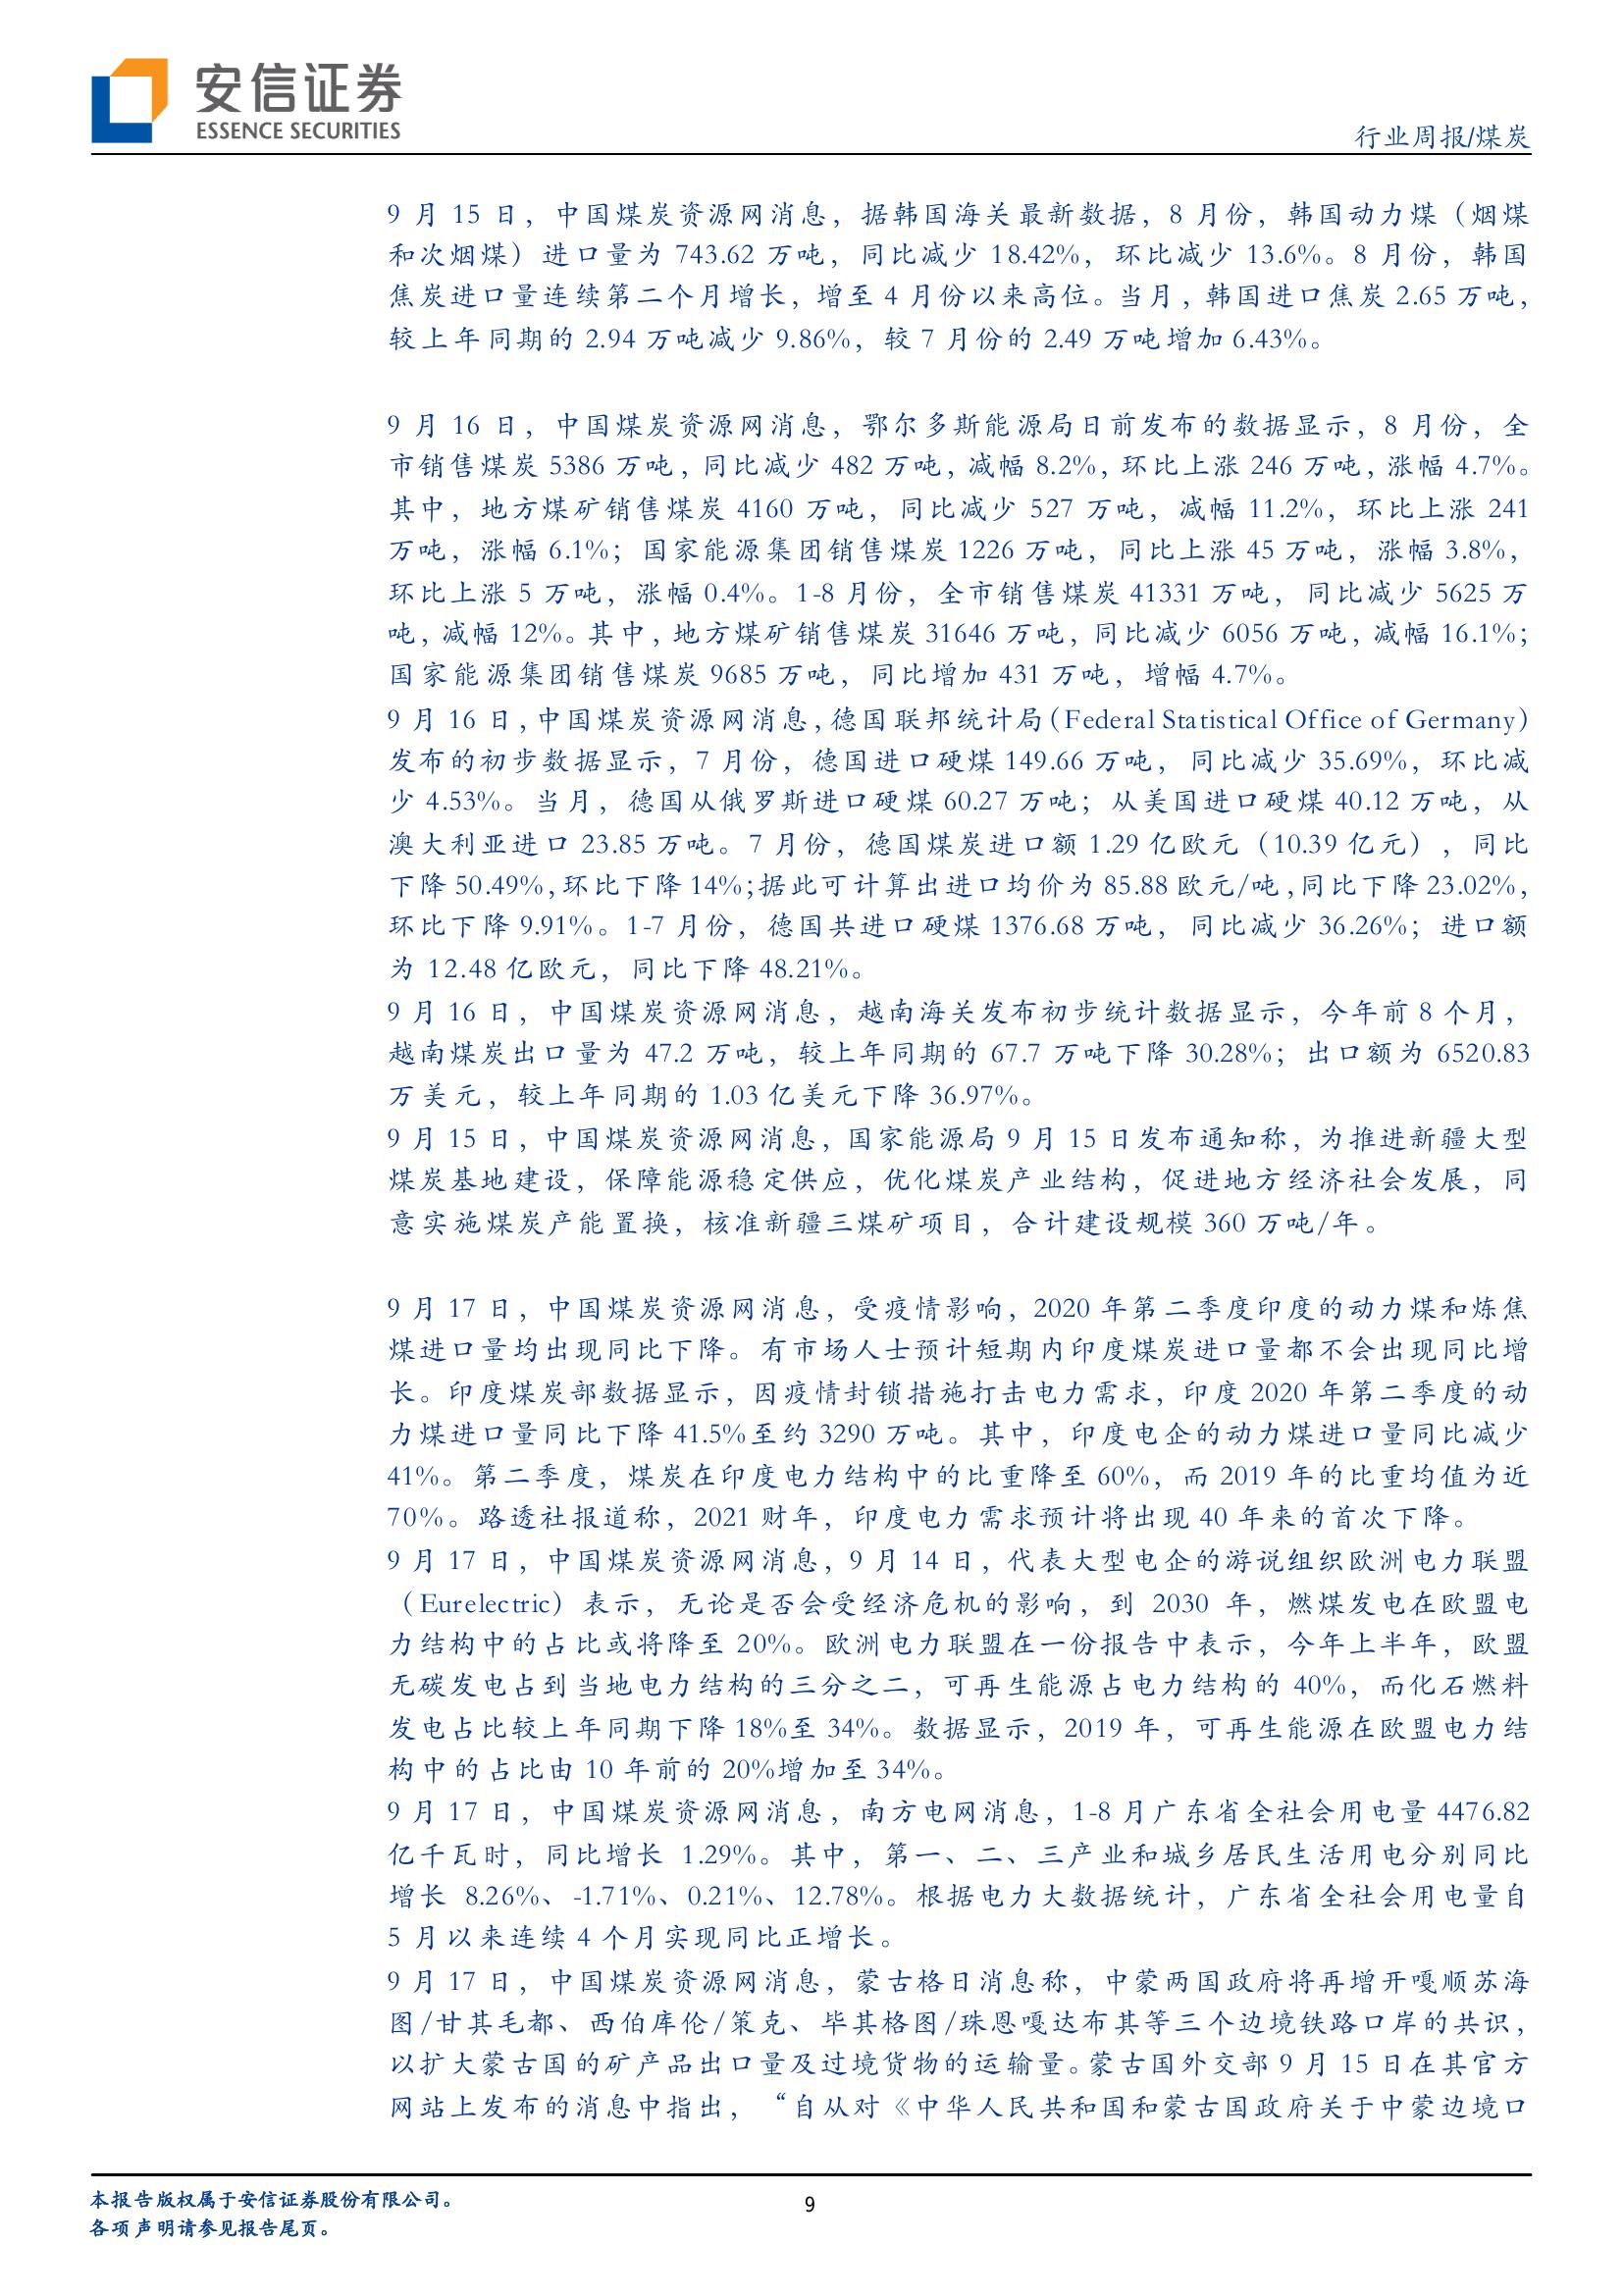 安信证券
ESSENCE SECURITIES
行业周报/煤炭
9 月 15 日，中国煤炭资源网消息，据韩国海关最新数据，8 月份，韩国动力煤（烟煤
和次烟煤）进口量为 743.62 万吨，同比减少 18.42%，环比减少 13.6%。8 月份，韩国
焦炭进口量连续第二个月增长，增至 4 月份以来高位。当月，韩国进口焦炭 2.65 万吨，
较上年同期的 2.94 万吨减少 9.86%，较 7 月份的 2.49 万吨增加 6.43%。
9 月 16 日，中国煤炭资源网消息，鄂尔多斯能源局日前发布的数据显示，8 月份，全
市销售煤炭 5386 万吨，同比减少 482 万吨，减幅 8.2%，环比上涨 246 万吨，涨幅 4.7%。
其中，地方煤矿销售煤炭 4160 万吨，同比减少 527 万吨，减幅 11.2%，环比上涨 241
万吨，涨幅 6.1%；国家能源集团销售煤炭 1226 万吨，同比上涨 45 万吨，涨幅 3.8%，
环比上涨 5 万吨，涨幅 0.4%。1-8 月份，全市销售煤炭 41331 万吨，同比减少 5625 万
吨，减幅 12%。其中，地方煤矿销售煤炭 31646 万吨，同比减少 6056 万吨，减幅 16.1%；
国家能源集团销售煤炭 9685 万吨，同比增加 431 万吨，增幅 4.7%。
9 月 16 日，中国煤炭资源网消息，德国联邦统计局（Federal Statistical Office of Germany）
发布的初步数据显示，7 月份，德国进口硬煤 149.66 万吨，同比减少 35.69%，环比减
少 4.53%。当月，德国从俄罗斯进口硬煤 60.27 万吨；从美国进口硬煤 40.12 万吨，从
澳大利亚进口 23.85 万吨。7 月份，德国煤炭进口额 1.29 亿欧元（10.39 亿元），同比
下降 50.49%，环比下降 14%；据此可计算出进口均价为 85.88 欧元/吨，同比下降 23.02%，
环比下降 9.91%。1-7 月份，德国共进口硬煤 1376.68 万吨，同比减少 36.26%；进口额
为 12.48 亿欧元，同比下降 48.21%。
9 月 16 日，中国煤炭资源网消息，越南海关发布初步统计数据显示，今年前 8 个月，
越南煤炭出口量为 47.2 万吨，较上年同期的 67.7 万吨下降 30.28%；出口额为 6520.83
万美元，较上年同期的 1.03 亿美元下降 36.97%。
9 月 15 日，中国煤炭资源网消息，国家能源局 9 月 15 日发布通知称，为推进新疆大型
煤炭基地建设，保障能源稳定供应，优化煤炭产业结构，促进地方经济社会发展，同
意实施煤炭产能置换，核准新疆三煤矿项目，合计建设规模 360 万吨/年。
9 月 17 日，中国煤炭资源网消息，受疫情影响，2020 年第二季度印度的动力煤和炼焦
煤进口量均出现同比下降。有市场人士预计短期内印度煤炭进口量都不会出现同比增
长。印度煤炭部数据显示，因疫情封锁措施打击电力需求，印度 2020 年第二季度的动
力煤进口量同比下降 41.5%至约 3290 万吨。其中，印度电企的动力煤进口量同比减少
41%。第二季度，煤炭在印度电力结构中的比重降至 60%，而 2019 年的比重均值为近
70%。路透社报道称，2021 财年，印度电力需求预计将出现 40 年来的首次下降。
9 月 17 日，中国煤炭资源网消息，9 月 14 日，代表大型电企的游说组织欧洲电力联盟
（Eurelectric）表示，无论是否会受经济危机的影响，到 2030 年，燃煤发电在欧盟电
力结构中的占比或将降至 20%。欧洲电力联盟在一份报告中表示，今年上半年，欧盟
无碳发电占到当地电力结构的三分之二，可再生能源占电力结构的 40%，而化石燃料
发电占比较上年同期下降 18%至 34%。数据显示，2019 年，可再生能源在欧盟电力结
构中的占比由 10 年前的 20%增加至 34%。
9 月 17 日，中国煤炭资源网消息，南方电网消息，1-8 月广东省全社会用电量 4476.82
亿千瓦时，同比增长 1.29%。其中，第一、二、三产业和城乡居民生活用电分别同比
增长 8.26%、-1.71%、0.21%、12.78%。根据电力大数据统计，广东省全社会用电量自
5 月以来连续 4 个月实现同比正增长。
9 月 17 日，中国煤炭资源网消息，蒙古格日消息称，中蒙两国政府将再增开嘎顺苏海
图/甘其毛都、西伯库伦/策克、毕其格图/珠恩嘎达布其等三个边境铁路口岸的共识，
以扩大蒙古国的矿产品出口量及过境货物的运输量。蒙古国外交部 9 月 15 日在其官方
网站上发布的消息中指出，“自从对《中华人民共和国和蒙古国政府关于中蒙边境口
本报告版权属于安信证券股份有限公司。
各项声明请参见报告尾页。
9